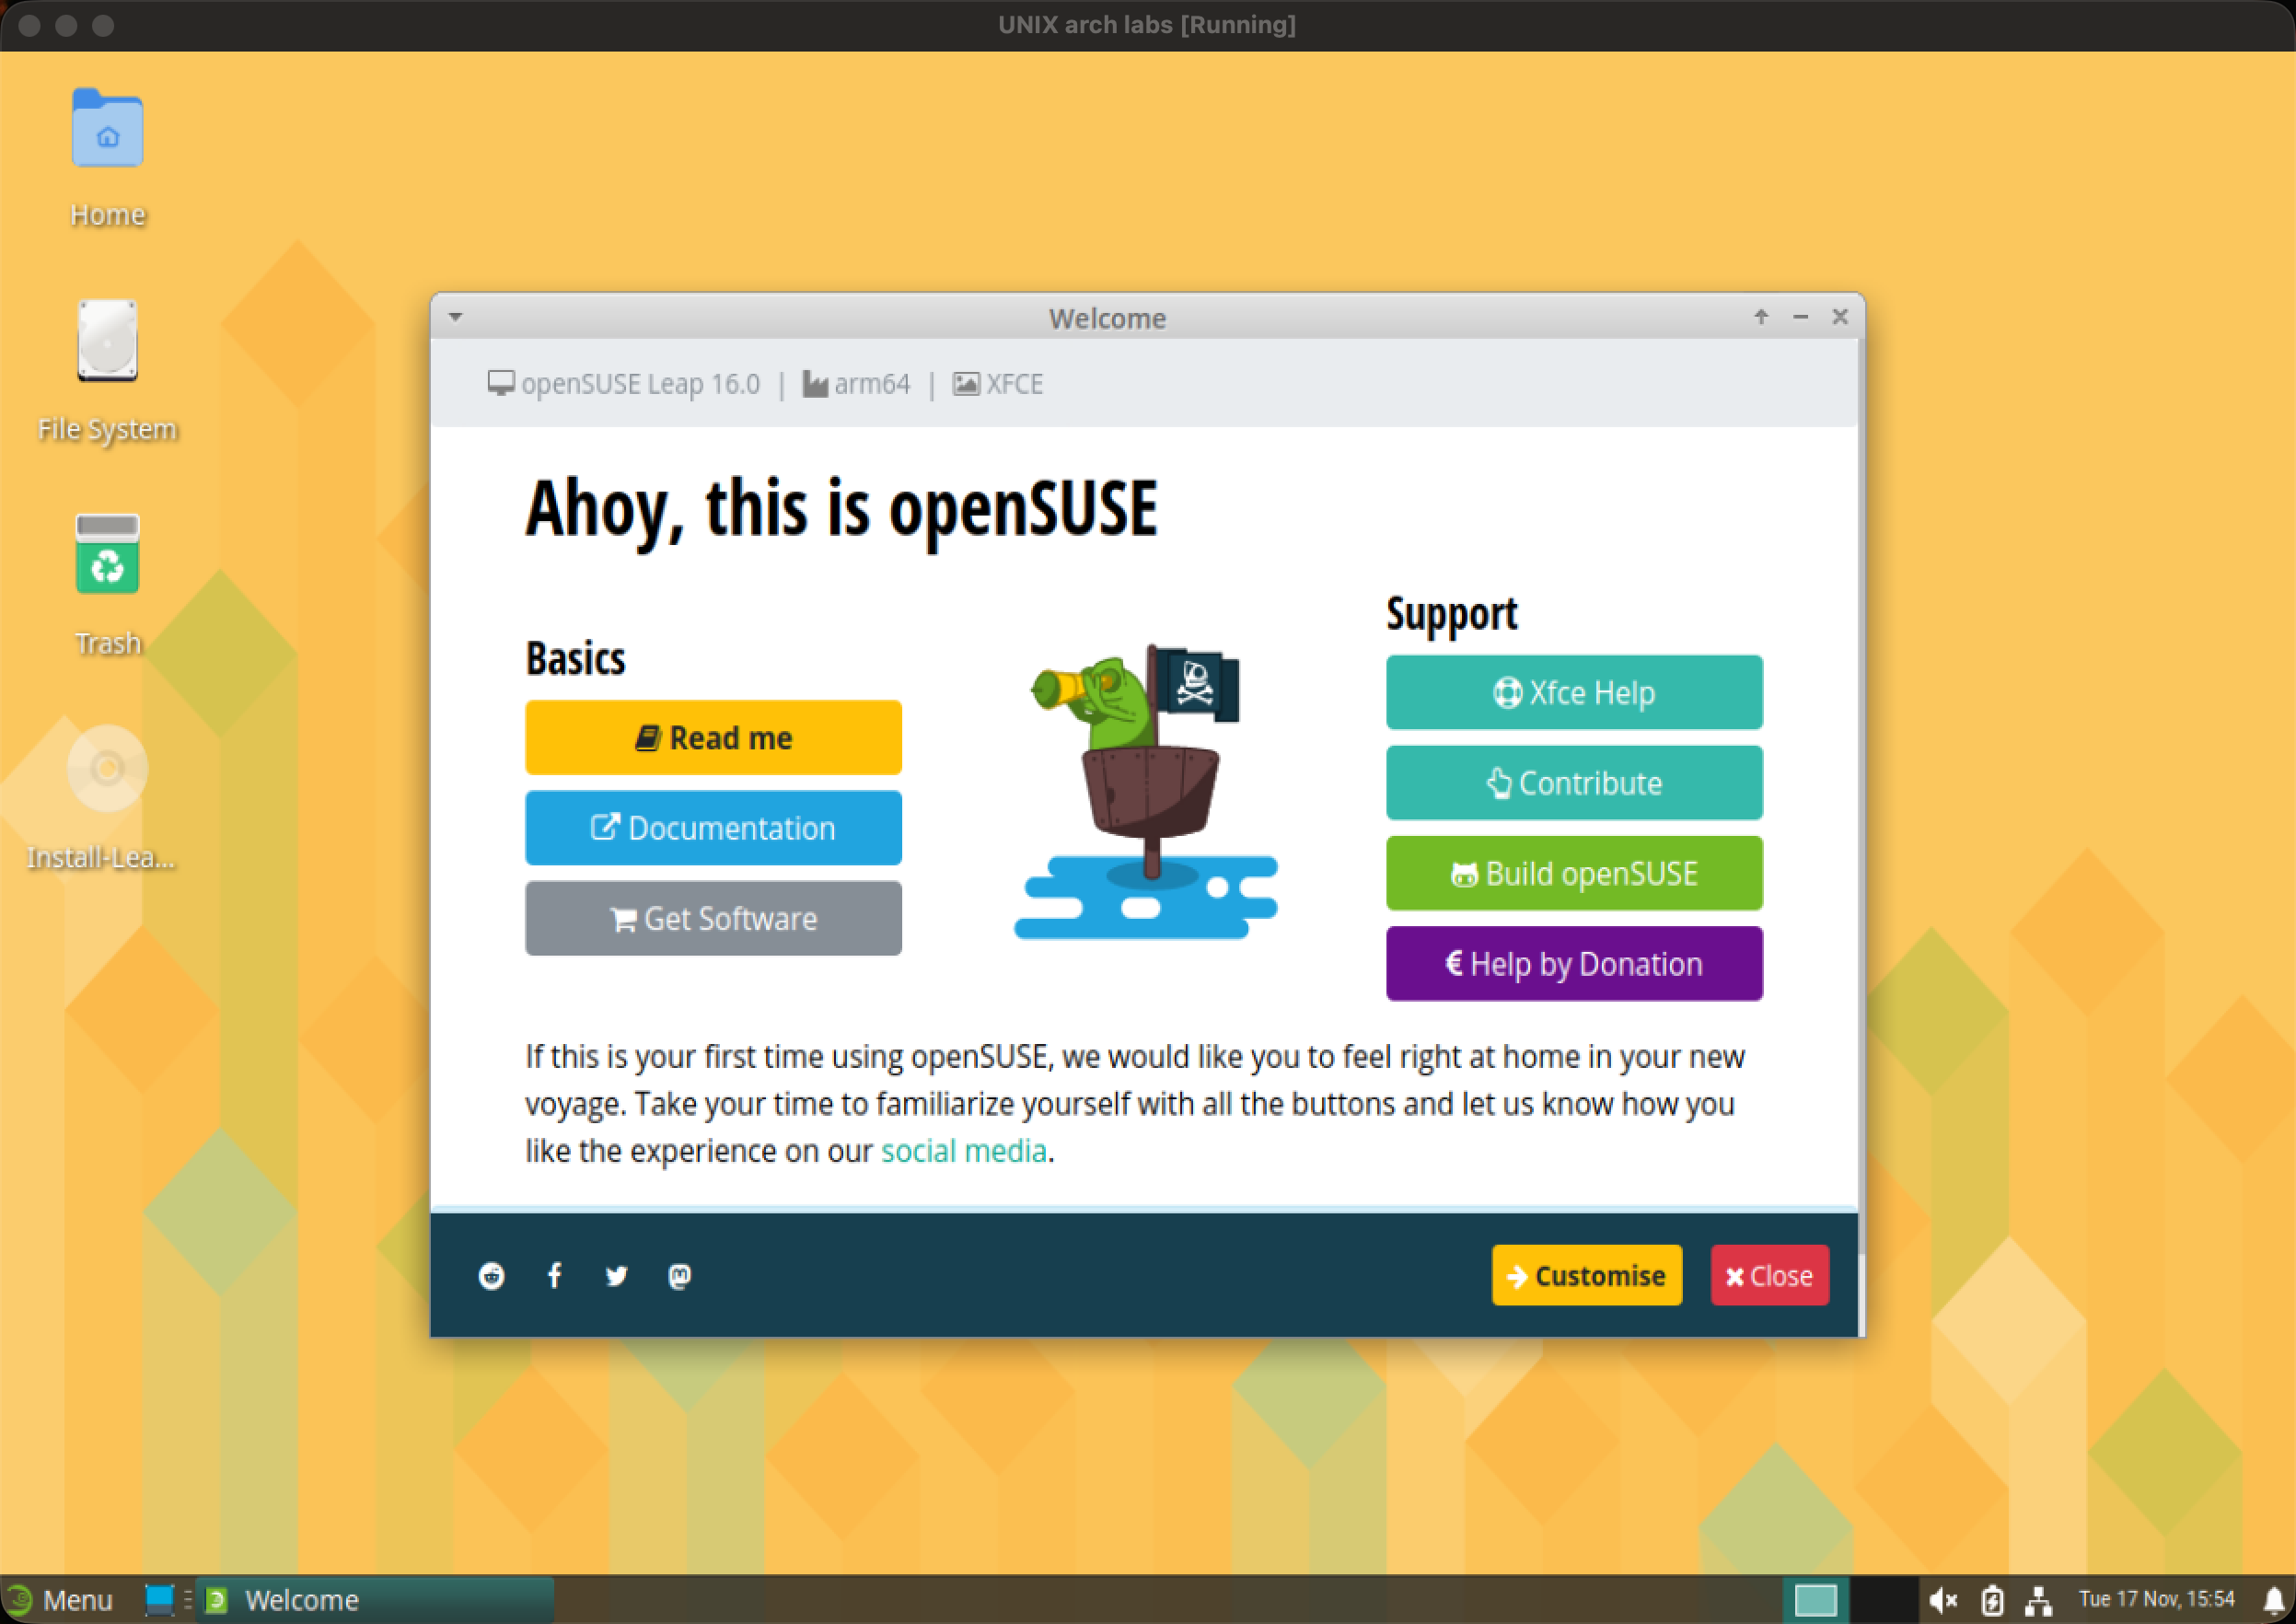 UNIX arch labs [Running]
Home
File System
Trash
Install-Lea...
Welcome
openSUSE Leap 16.0 | arm64 | XFCE
Ahoy, this is openSUSE
Basics
Read me
Documentation
Get Software
Support
Xfce Help
Contribute
Build openSUSE
€ Help by Donation
If this is your first time using openSUSE, we would like you to feel right at home in your new
voyage. Take your time to familiarize yourself with all the buttons and let us know how you
like the experience on our social media.
Customise
Close
Menu
Welcome
Tue 17 Nov, 15:54